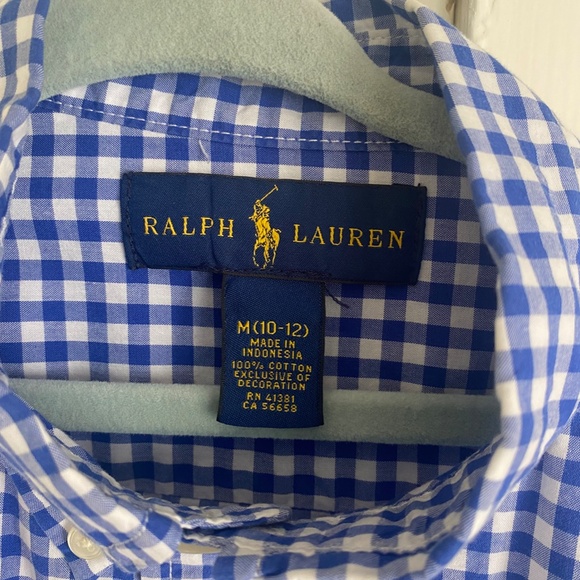 RALPH LAUREN
M(10-12)
MADE IN
INDONESIA
100% COTTON
EXCLUSIVE OF
DECORATION
RN 41381
CA 56658